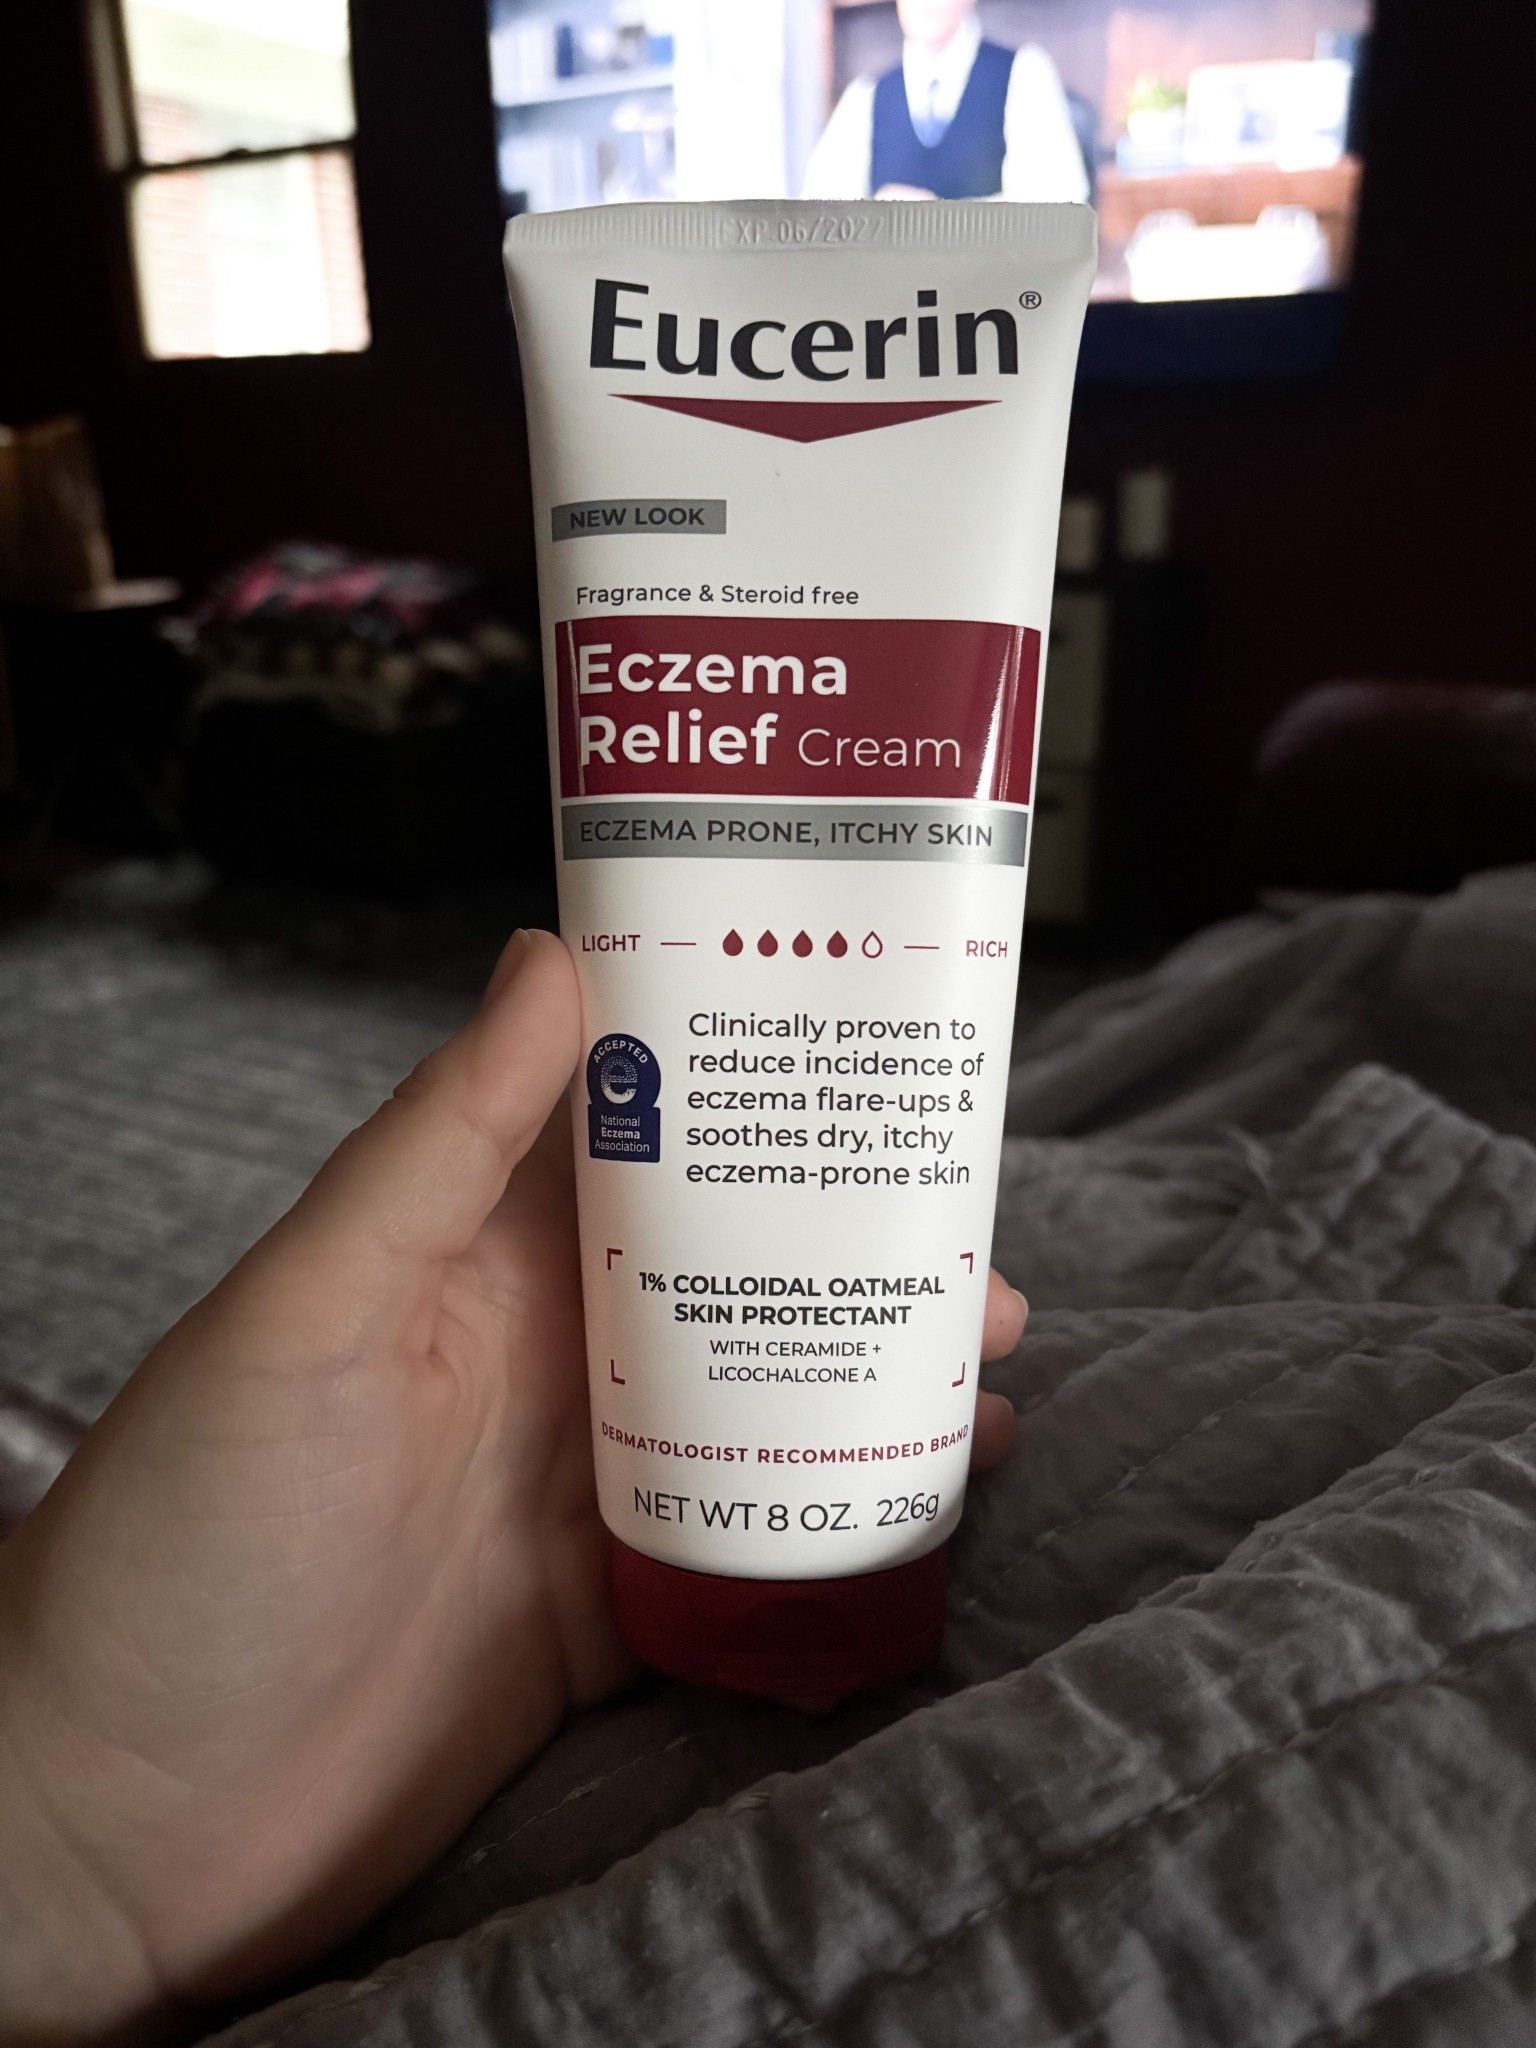 EXP 06/2027
Eucerin®
NEW LOOK
Fragrance & Steroid free
Eczema
Relief Cream
ECZEMA PRONE, ITCHY SKIN
LIGHT — — RICH
ACCEPTED
e
National
Eczema
Association
Clinically proven to
reduce incidence of
eczema flare-ups &
soothes dry, itchy
eczema-prone skin
1% COLLOIDAL OATMEAL
SKIN PROTECTANT
WITH CERAMIDE +
LICOCHALCONE A
DERMATOLOGIST RECOMMENDED BRAND
NET WT 8 OZ. 226g